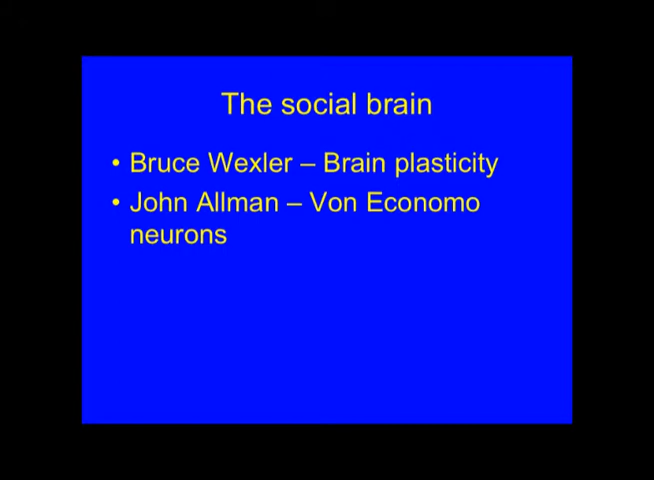 The social brain
• Bruce Wexler – Brain plasticity
• John Allman – Von Economo
neurons